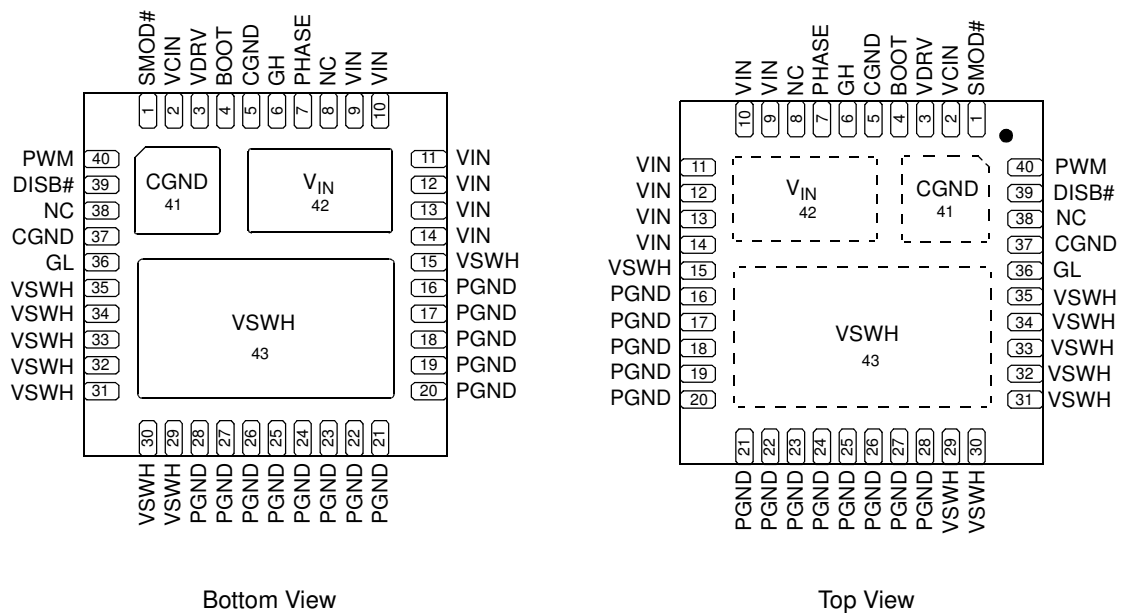 SMOD#
VCIN
VDRV
BOOT
CGND
GH
PHASE
NC
VIN
VIN
1 2 3 4 5 6 7 8 9 10
PWM 40
DISB# 39
NC 38
CGND 37
GL 36
VSWH 35
VSWH 34
VSWH 33
VSWH 32
VSWH 31
CGND
41
VIN
42
VSWH
43
11 VIN
12 VIN
13 VIN
14 VIN
15 VSWH
16 PGND
17 PGND
18 PGND
19 PGND
20 PGND
30 29 28 27 26 25 24 23 22 21
VSWH
VSWH
PGND
PGND
PGND
PGND
PGND
PGND
PGND
PGND
Bottom View
VIN
VIN
NC
PHASE
GH
CGND
BOOT
VDRV
VCIN
SMOD#
10 9 8 7 6 5 4 3 2 1
VIN 11
VIN 12
VIN 13
VIN 14
VSWH 15
PGND 16
PGND 17
PGND 18
PGND 19
PGND 20
VIN
42
CGND
41
VSWH
43
40 PWM
39 DISB#
38 NC
37 CGND
36 GL
35 VSWH
34 VSWH
33 VSWH
32 VSWH
31 VSWH
21 22 23 24 25 26 27 28 29 30
PGND
PGND
PGND
PGND
PGND
PGND
PGND
PGND
VSWH
VSWH
Top View